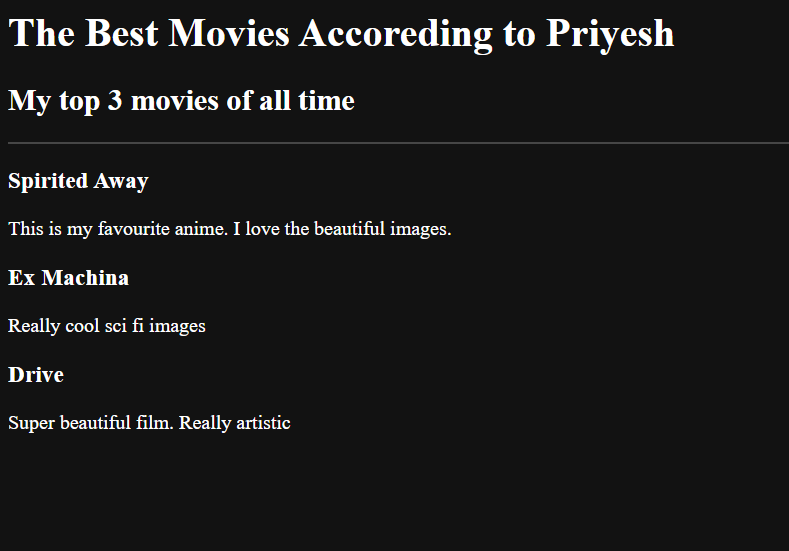 The Best Movies Accoreding to Priyesh
My top 3 movies of all time
Spirited Away
This is my favourite anime. I love the beautiful images.
Ex Machina
Really cool sci fi images
Drive
Super beautiful film. Really artistic